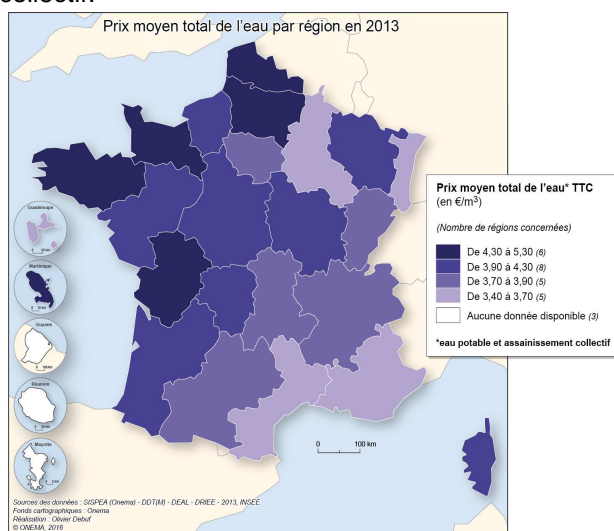 Prix moyen total de l'eau par région en 2013
Guadeloupe
Martinique
Guyane
Réunion
Mayotte
Prix moyen total de l'eau* TTC
(en €/m³)
(Nombre de régions concernées)
De 4,30 à 5,30 (6)
De 3,90 à 4,30 (8)
De 3,70 à 3,90 (5)
De 3,40 à 3,70 (5)
Aucune donnée disponible (3)
*eau potable et assainissement collectif
0 100 km
Sources des données : SISPEA (Onema) - DDT(M) - DEAL - DRIEE - 2013, INSEE
Fonds cartographiques : Onema
Réalisation : Olivier Debuf
© ONEMA, 2016